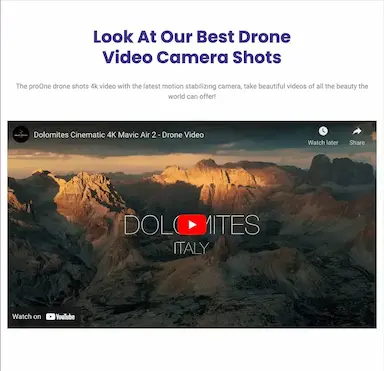 Look At Our Best Drone
Video Camera Shots
The proOne drone shots 4k video with the latest motion stabilizing camera, take beautiful videos of all the beauty the
world can offer!
Dolomites Cinematic 4K Mavic Air 2 - Drone Video
Watch later
Share
DOLOMITES
ITALY
Watch on YouTube